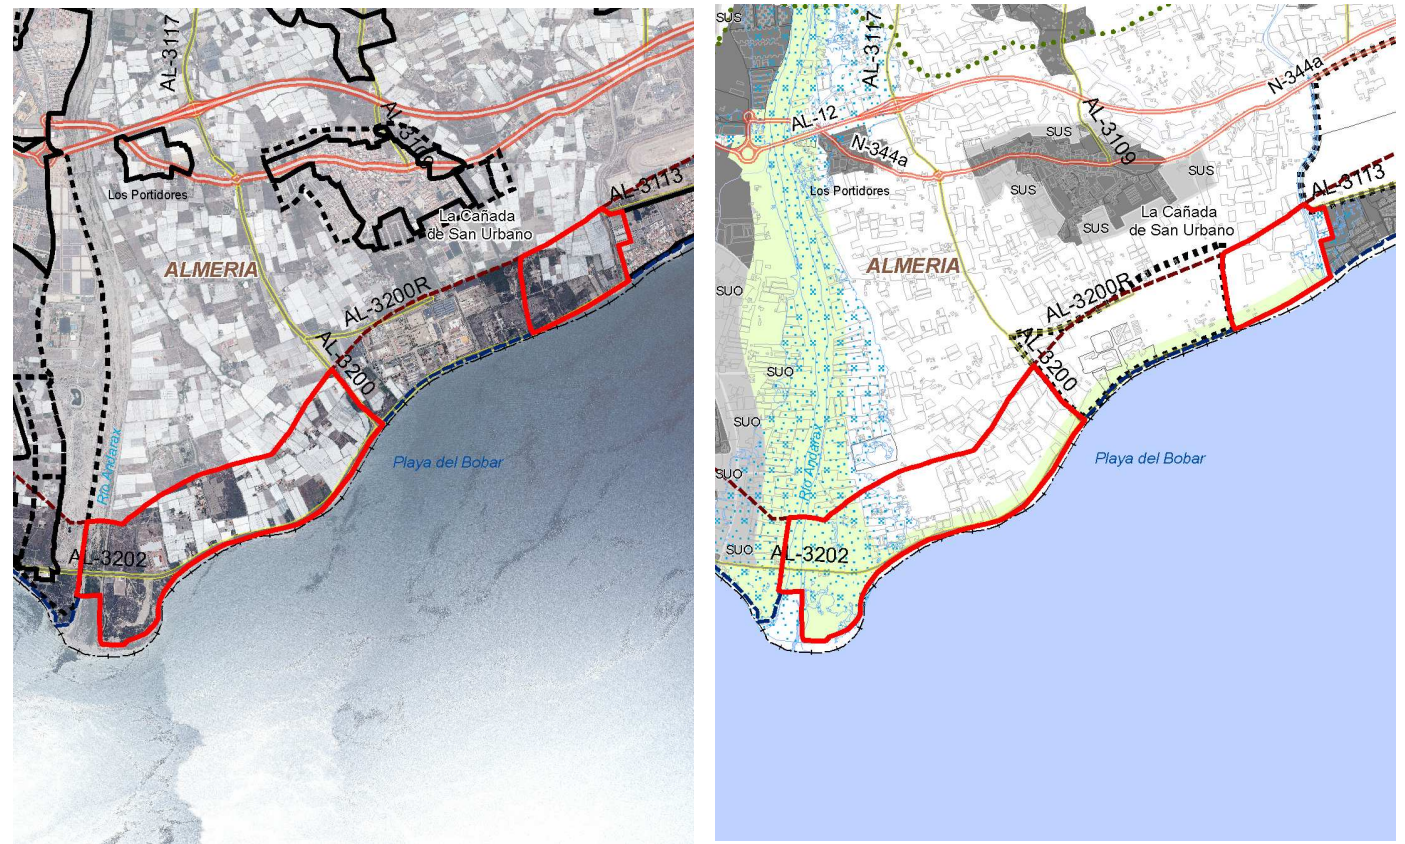 AL-3117
AL-3109
Los Portidores
La Cañada
de San Urbano
AL-3113
ALMERIA
AL-3200R
AL-3200
Río Andarax
Playa del Bobar
AL-3202
SUS
AL-3117
N-344a
AL-12
AL-3109
SUS
N-344a
SUS
Los Portidores
SUS
AL-3113
La Cañada
de San Urbano
SUS
ALMERIA
SUO
AL-3200R
AL-3200
SUO
SUO
Río Andarax
Playa del Bobar
SUO
SUO
AL-3202